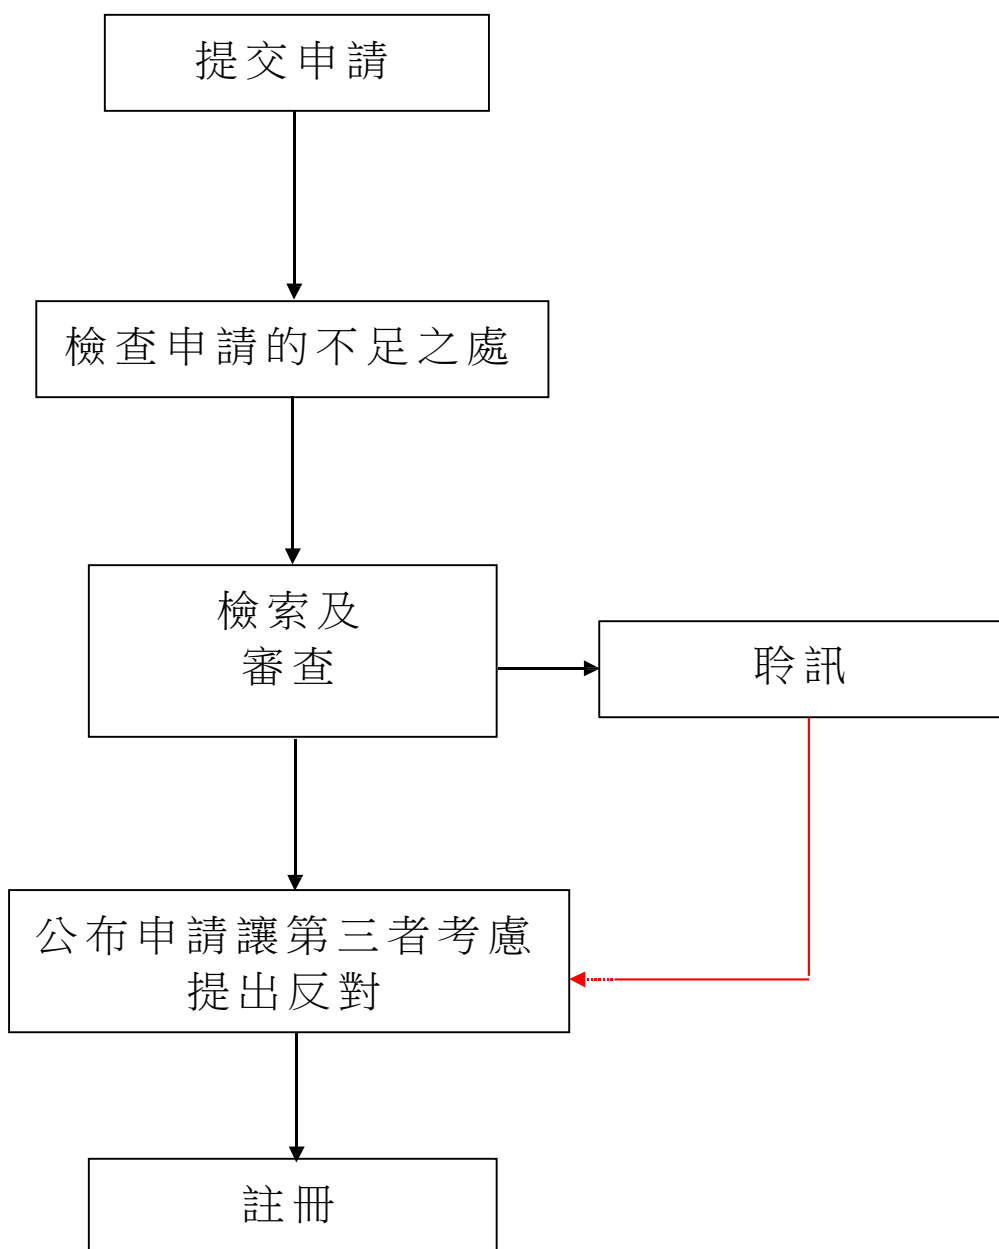 提交申請
檢查申請的不足之處
檢索及
審查
聆訊
公布申請讓第三者考慮
提出反對
註冊